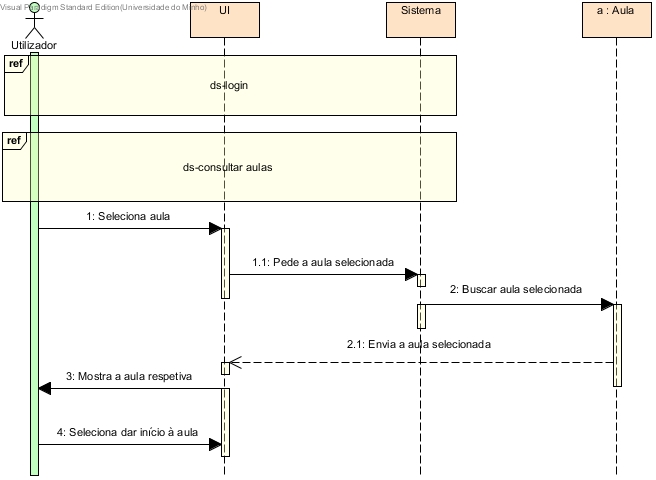 Visual Paradigm Standard Edition(Universidade do Minho)
UI
Sistema
a : Aula
Utilizador
ref
ds-login
ref
ds-consultar aulas
1: Seleciona aula
1.1: Pede a aula selecionada
2: Buscar aula selecionada
2.1: Envia a aula selecionada
3: Mostra a aula respetiva
4: Seleciona dar início à aula